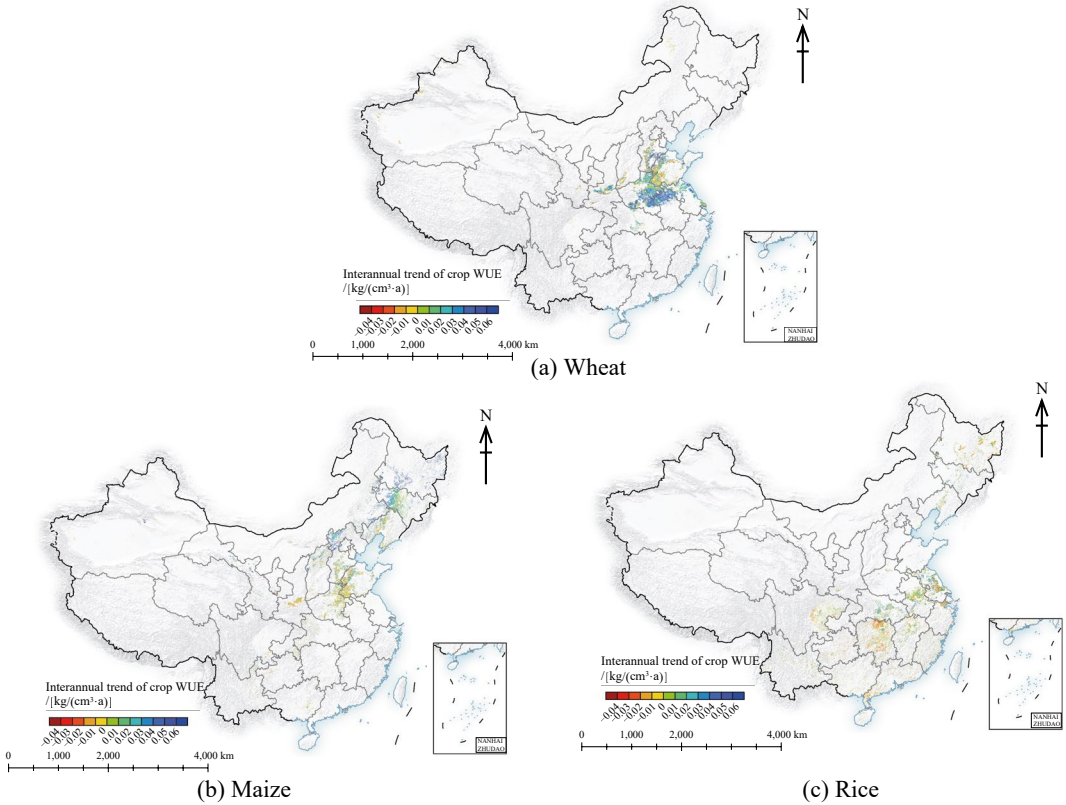 N
Interannual trend of crop WUE
/[kg/(cm³·a)]
-0.04 -0.03 -0.02 -0.01 0 0.01 0.02 0.03 0.04 0.05 0.06
0 1,000 2,000 4,000 km
NANHAI
ZHUDAO
(a) Wheat
N
Interannual trend of crop WUE
/[kg/(cm³·a)]
-0.04 -0.03 -0.02 -0.01 0 0.01 0.02 0.03 0.04 0.05 0.06
0 1,000 2,000 4,000 km
NANHAI
ZHUDAO
(b) Maize
N
Interannual trend of crop WUE
/[kg/(cm³·a)]
-0.04 -0.03 -0.02 -0.01 0 0.01 0.02 0.03 0.04 0.05 0.06
0 1,000 2,000 4,000 km
NANHAI
ZHUDAO
(c) Rice